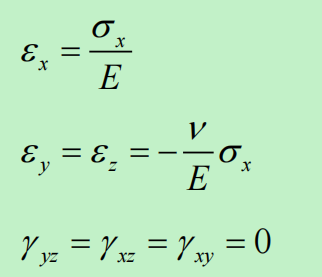 ε_x = σ_x / E
ε_y = ε_z = −(ν / E) σ_x
γ_yz = γ_xz = γ_xy = 0